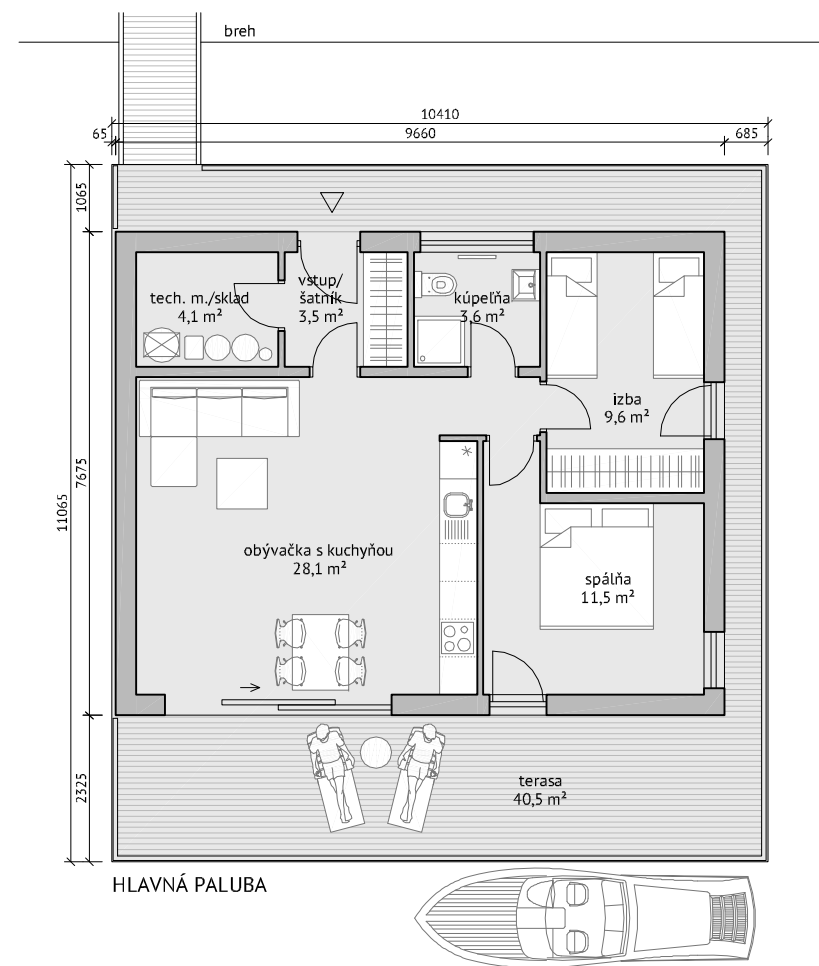 breh
10410
65
9660
685
1065
vstup/
šatník
3,5 m²
tech. m./sklad
4,1 m²
kúpeľňa
3,6 m²
izba
9,6 m²
7675
11065
obývačka s kuchyňou
28,1 m²
spálňa
11,5 m²
2325
terasa
40,5 m²
HLAVNÁ PALUBA